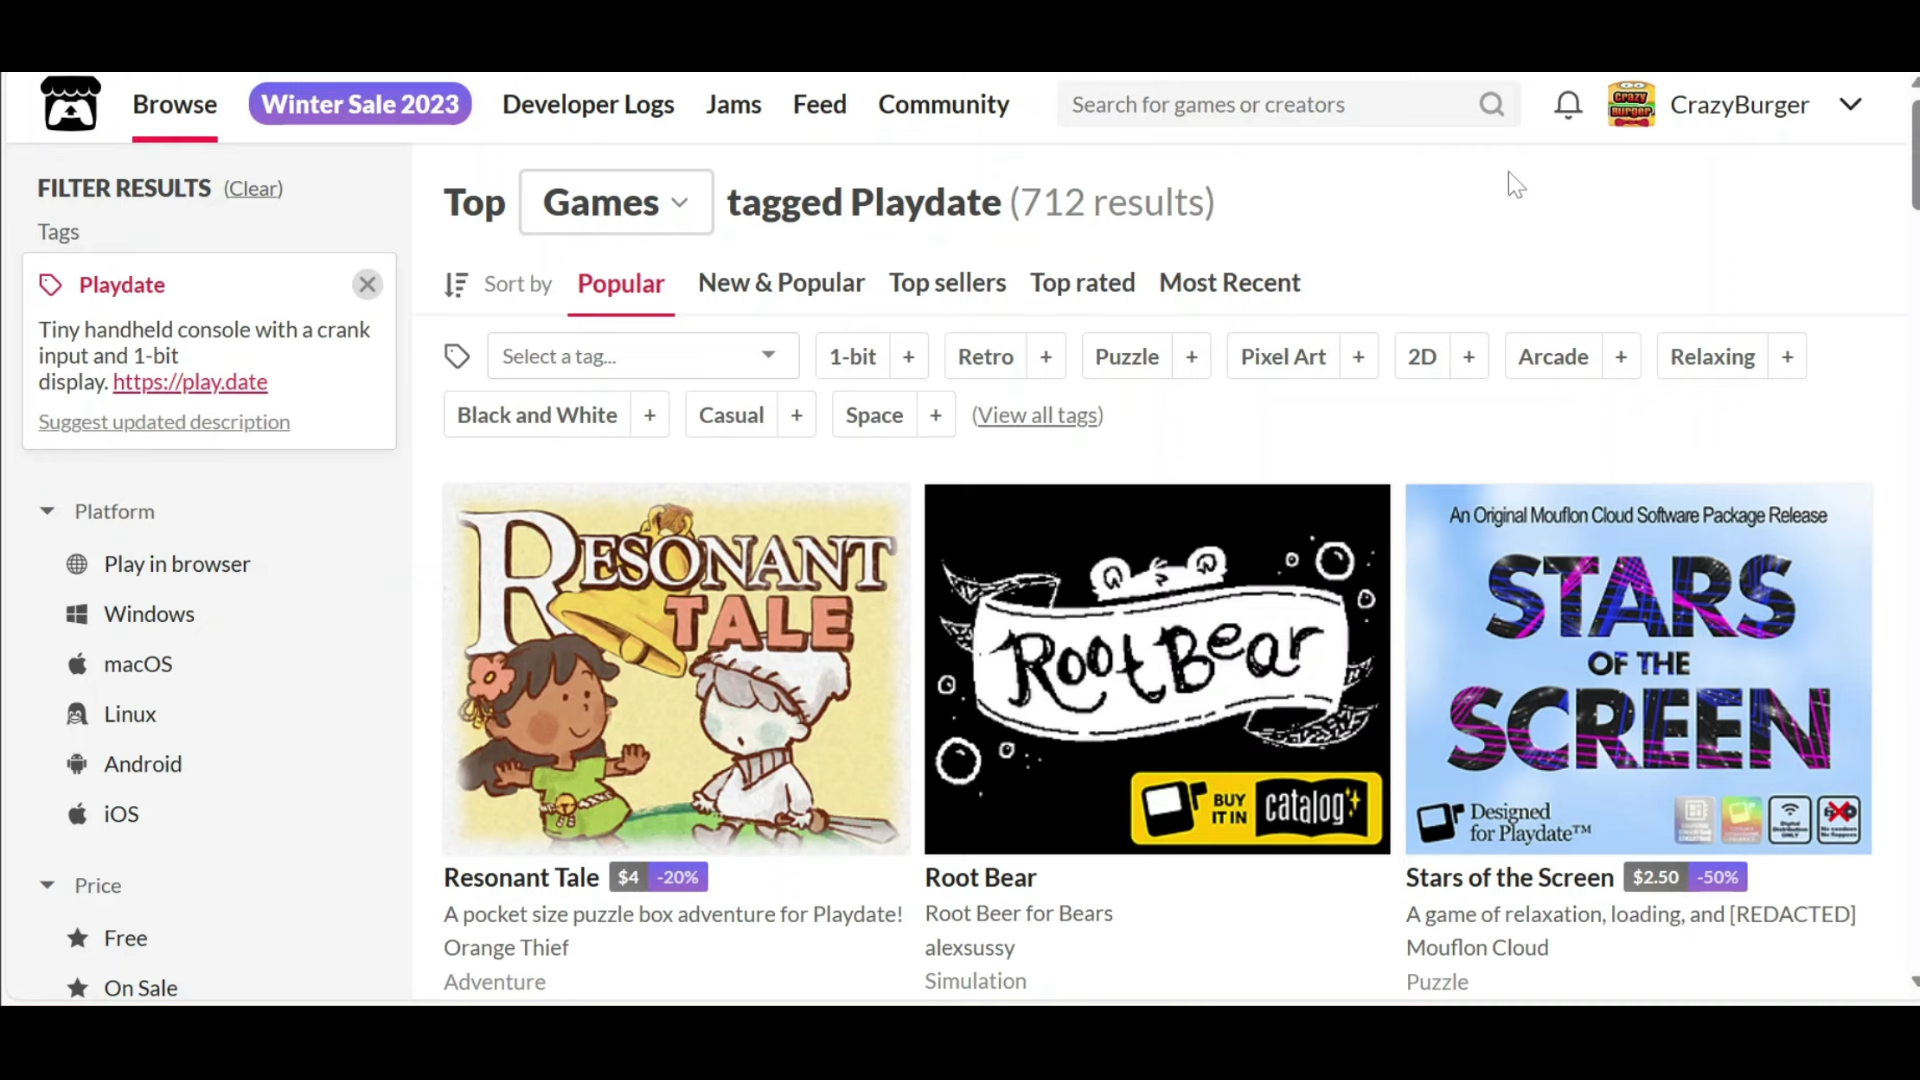 Browse
Winter Sale 2023
Developer Logs
Jams
Feed
Community
Search for games or creators
Crazy
Burger
CrazyBurger
FILTER RESULTS (Clear)
Tags
Playdate
Tiny handheld console with a crank
input and 1-bit
display. https://play.date
Suggest updated description
Platform
Play in browser
Windows
macOS
Linux
Android
iOS
Price
Free
On Sale
Top Games tagged Playdate (712 results)
Sort by Popular New & Popular Top sellers Top rated Most Recent
Select a tag... 1-bit + Retro + Puzzle + Pixel Art + 2D + Arcade + Relaxing +
Black and White + Casual + Space + (View all tags)
RESONANT
TALE
Resonant Tale $4 -20%
A pocket size puzzle box adventure for Playdate!
Orange Thief
Adventure
Root Bear
BUY
IT IN
catalog
Root Bear
Root Beer for Bears
alexsussy
Simulation
An Original Mouflon Cloud Software Package Release
STARS
OF THE
SCREEN
Designed
for Playdate™
Stars of the Screen $2.50 -50%
A game of relaxation, loading, and [REDACTED]
Mouflon Cloud
Puzzle